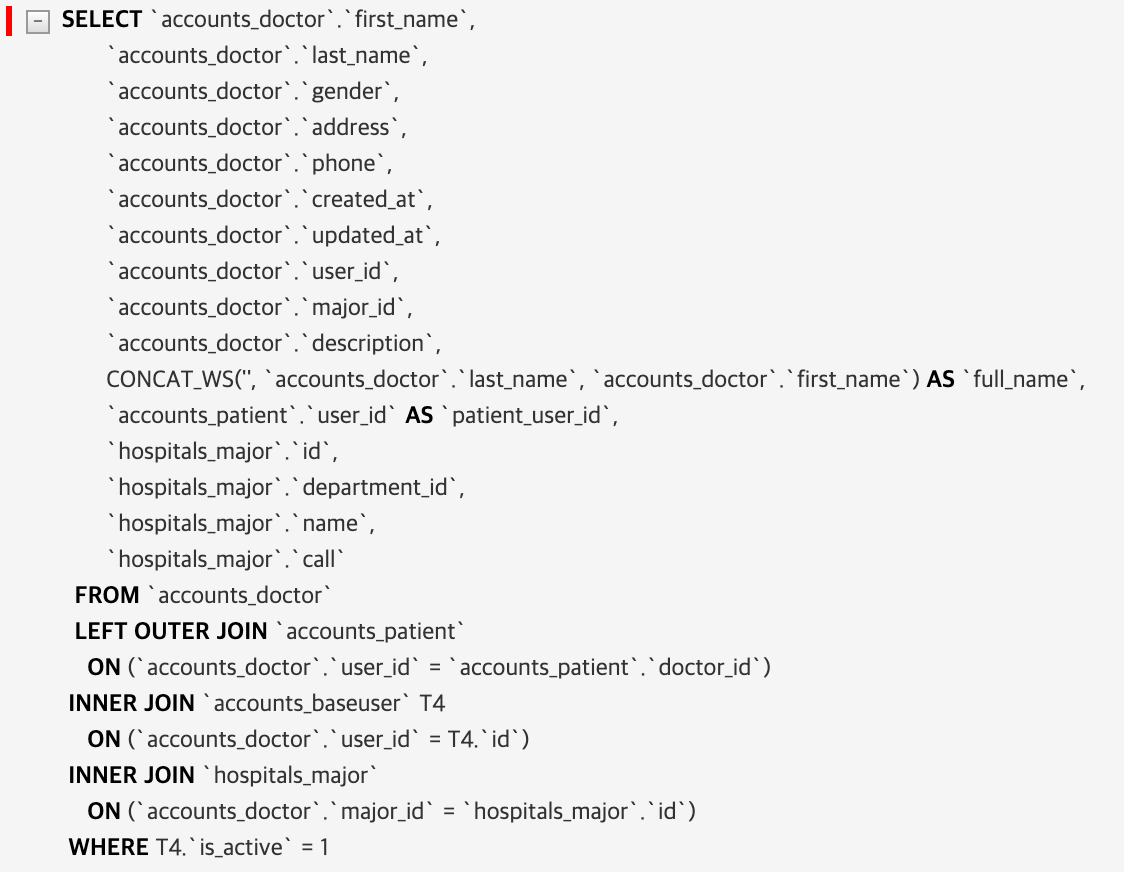 SELECT `accounts_doctor`.`first_name`,
`accounts_doctor`.`last_name`,
`accounts_doctor`.`gender`,
`accounts_doctor`.`address`,
`accounts_doctor`.`phone`,
`accounts_doctor`.`created_at`,
`accounts_doctor`.`updated_at`,
`accounts_doctor`.`user_id`,
`accounts_doctor`.`major_id`,
`accounts_doctor`.`description`,
CONCAT_WS('', `accounts_doctor`.`last_name`, `accounts_doctor`.`first_name`) AS `full_name`,
`accounts_patient`.`user_id` AS `patient_user_id`,
`hospitals_major`.`id`,
`hospitals_major`.`department_id`,
`hospitals_major`.`name`,
`hospitals_major`.`call`
FROM `accounts_doctor`
LEFT OUTER JOIN `accounts_patient`
ON (`accounts_doctor`.`user_id` = `accounts_patient`.`doctor_id`)
INNER JOIN `accounts_baseuser` T4
ON (`accounts_doctor`.`user_id` = T4.`id`)
INNER JOIN `hospitals_major`
ON (`accounts_doctor`.`major_id` = `hospitals_major`.`id`)
WHERE T4.`is_active` = 1